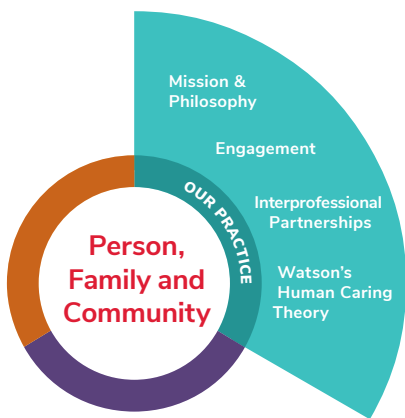 Mission &
Philosophy
Engagement
Interprofessional
Partnerships
Watson's
Human Caring
Theory
OUR PRACTICE
Person,
Family and
Community